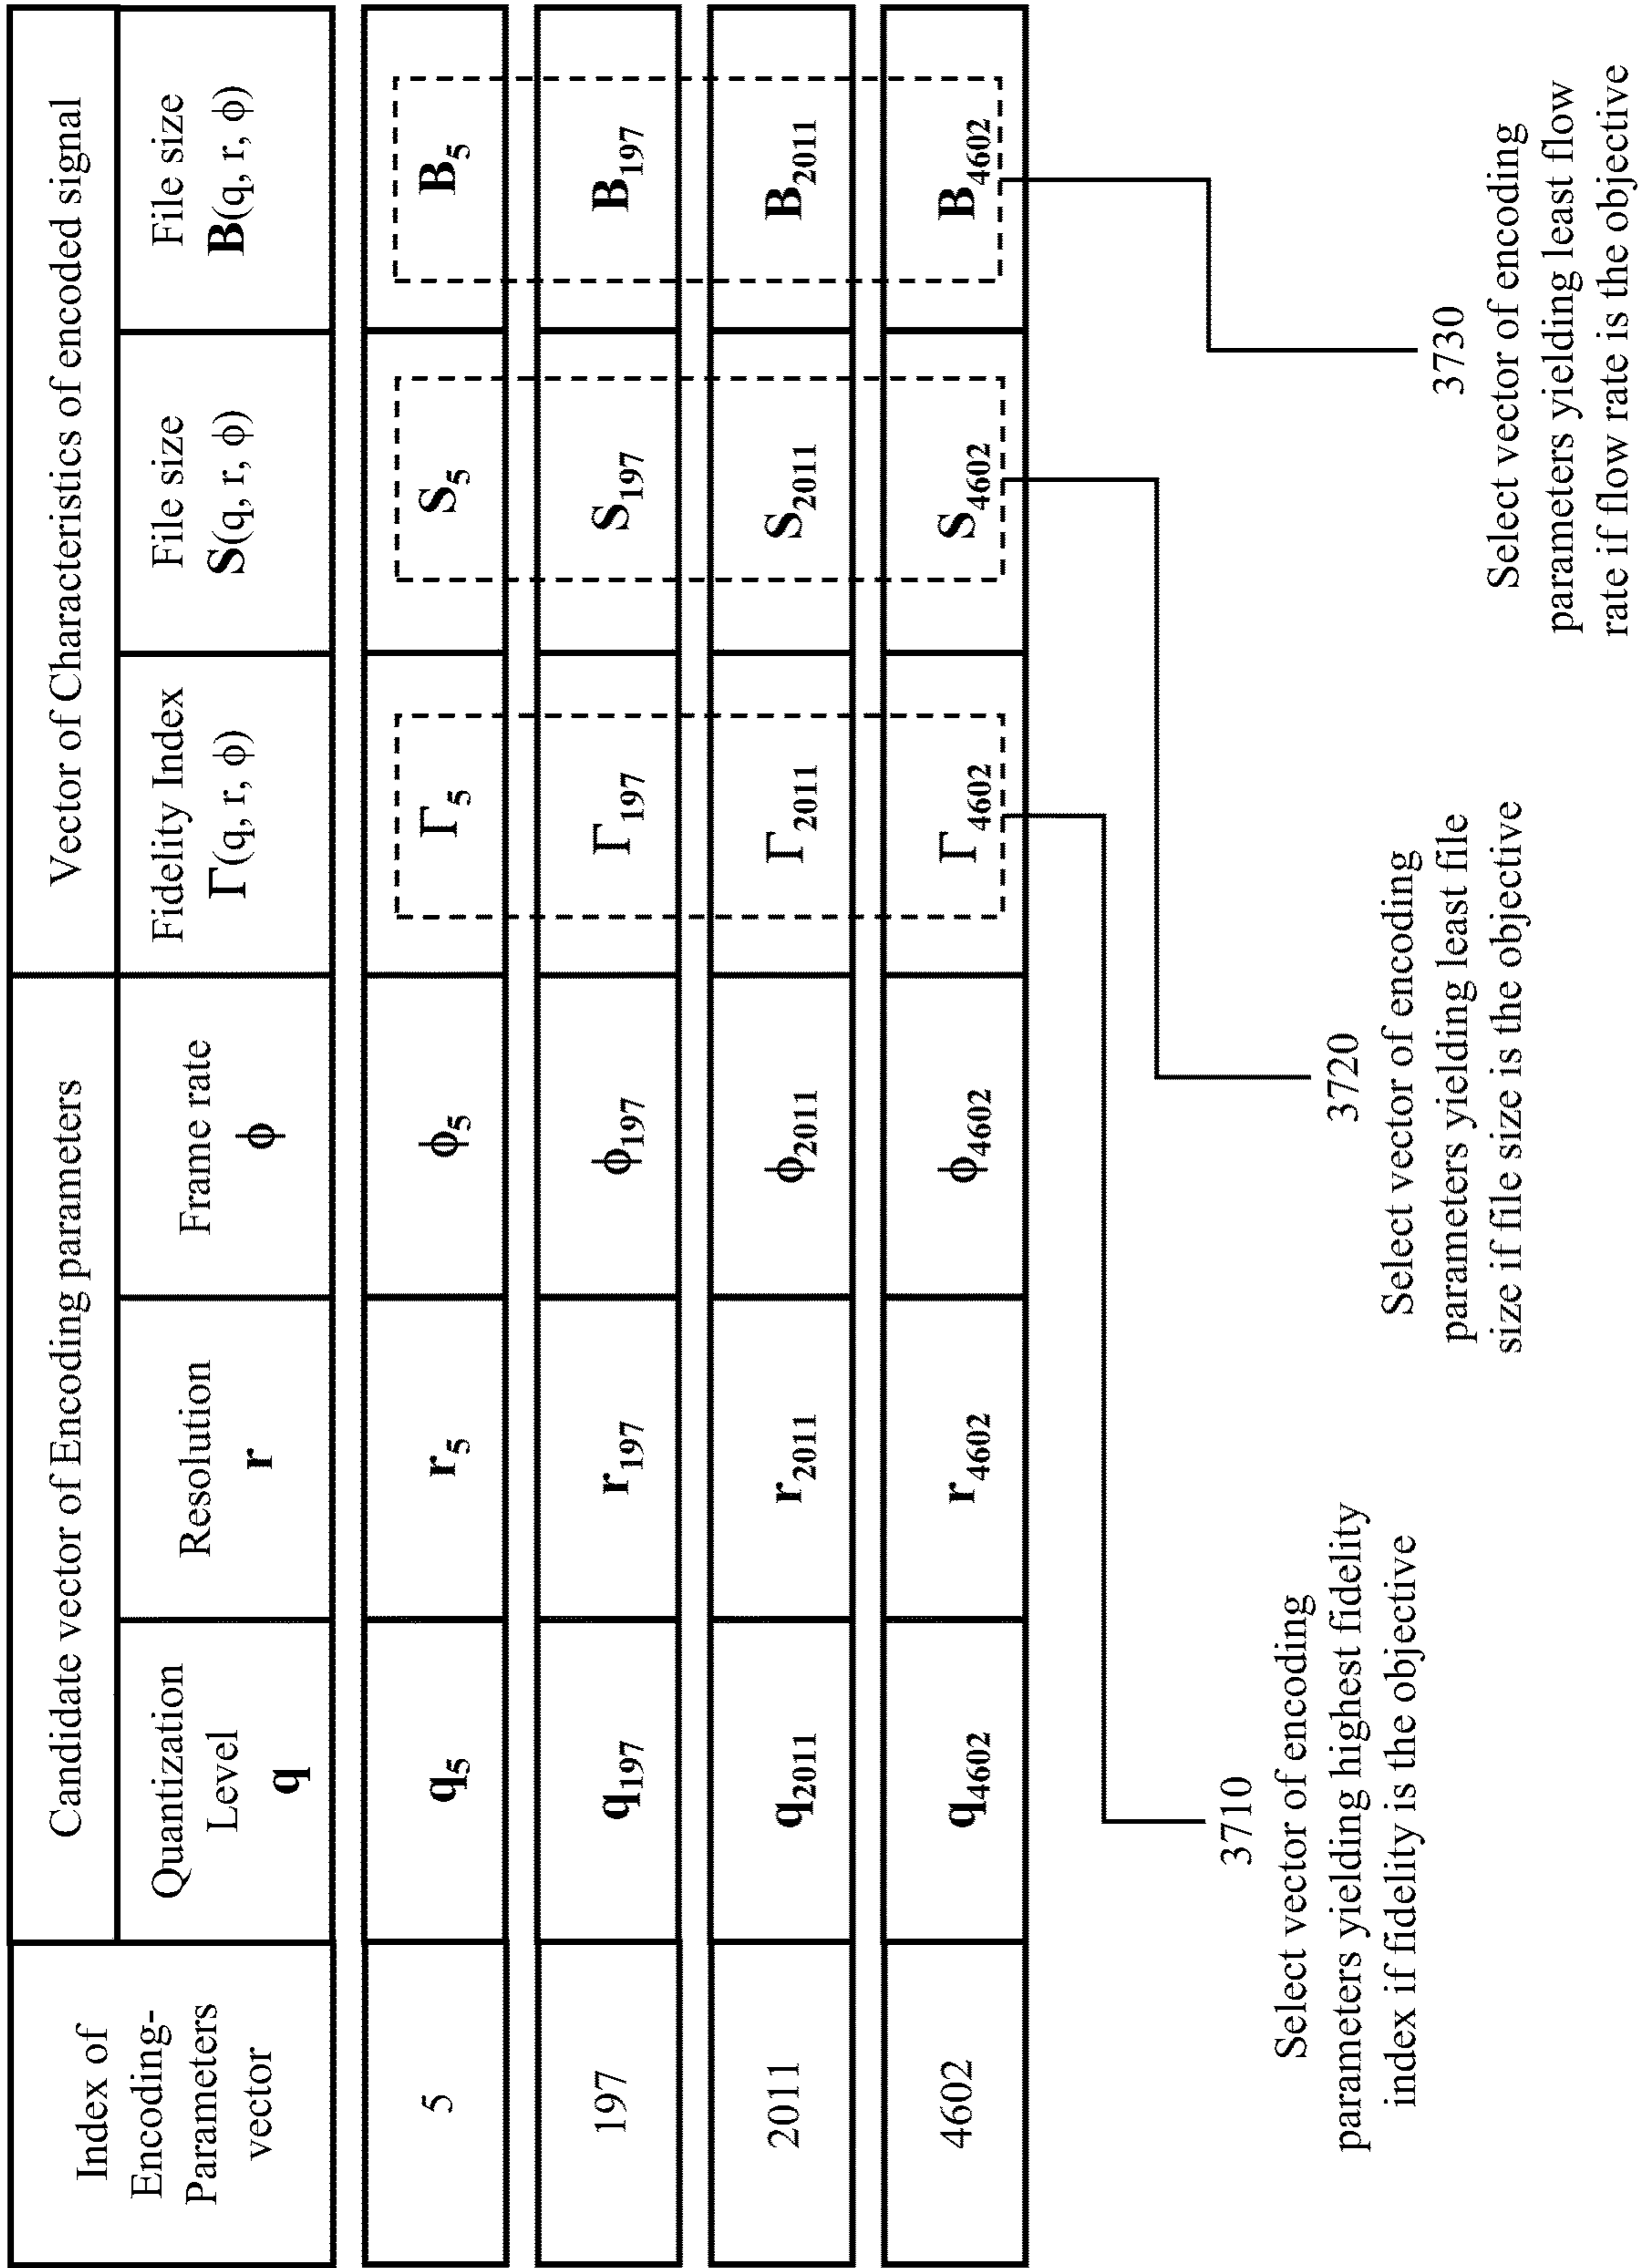 Index of
Encoding-
Parameters
vector
Candidate vector of Encoding parameters
Vector of Characteristics of encoded signal
Quantization
Level
q
Resolution
r
Frame rate
ϕ
Fidelity Index
Γ(q, r, ϕ)
File size
S(q, r, ϕ)
File size
B(q, r, ϕ)
5 q5 r5 ϕ5 Γ5 S5 B5
197 q197 r197 ϕ197 Γ197 S197 B197
2011 q2011 r2011 ϕ2011 Γ2011 S2011 B2011
4602 q4602 r4602 ϕ4602 Γ4602 S4602 B4602
3710
Select vector of encoding
parameters yielding highest fidelity
index if fidelity is the objective
3720
Select vector of encoding
parameters yielding least file
size if file size is the objective
3730
Select vector of encoding
parameters yielding least flow
rate if flow rate is the objective